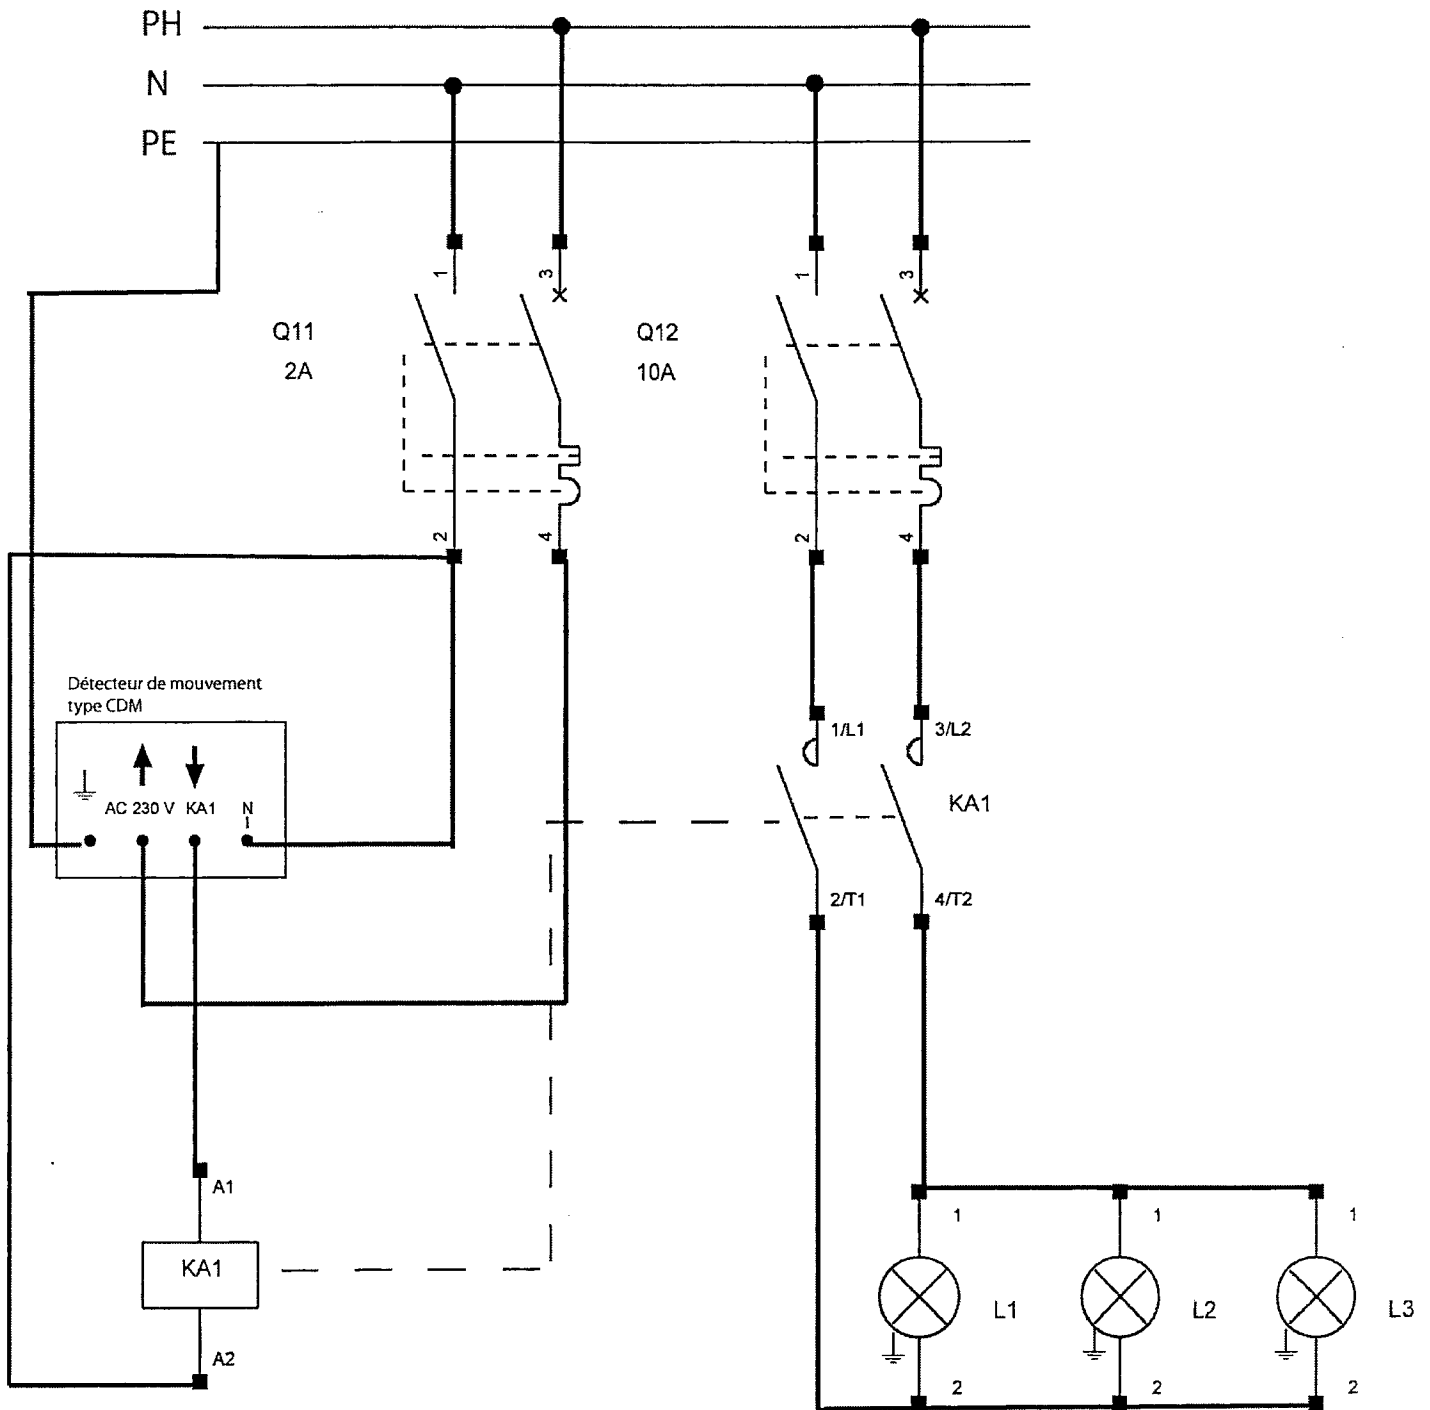 PH
N
PE
1
3
1
3
Q11
2A
Q12
10A
2
4
2
4
Détecteur de mouvement
type CDM
1/L1
3/L2
AC 230 V KA1 N
KA1
2/T1
4/T2
A1
KA1
A2
1
1
1
L1
L2
L3
2
2
2